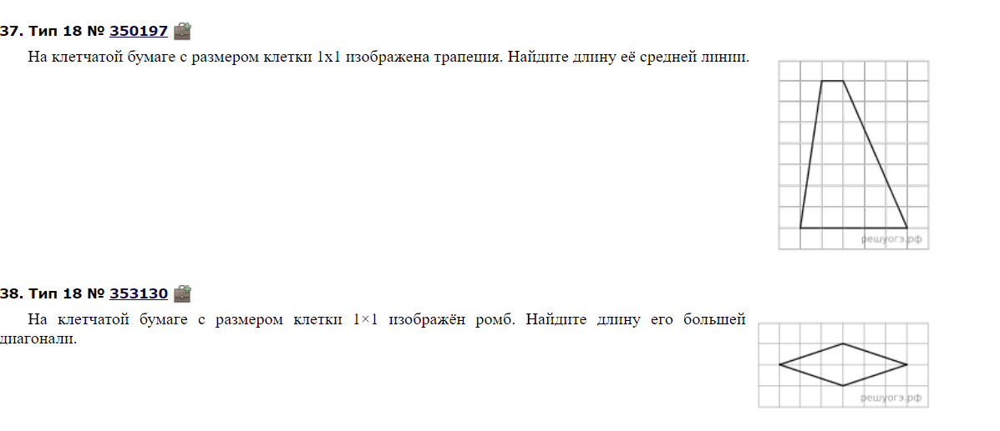 37. Тип 18 № 350197
На клетчатой бумаге с размером клетки 1x1 изображена трапеция. Найдите длину её средней линии.
решуогэ.рф
38. Тип 18 № 353130
На клетчатой бумаге с размером клетки 1×1 изображён ромб. Найдите длину его большей
диагонали.
решуогэ.рф